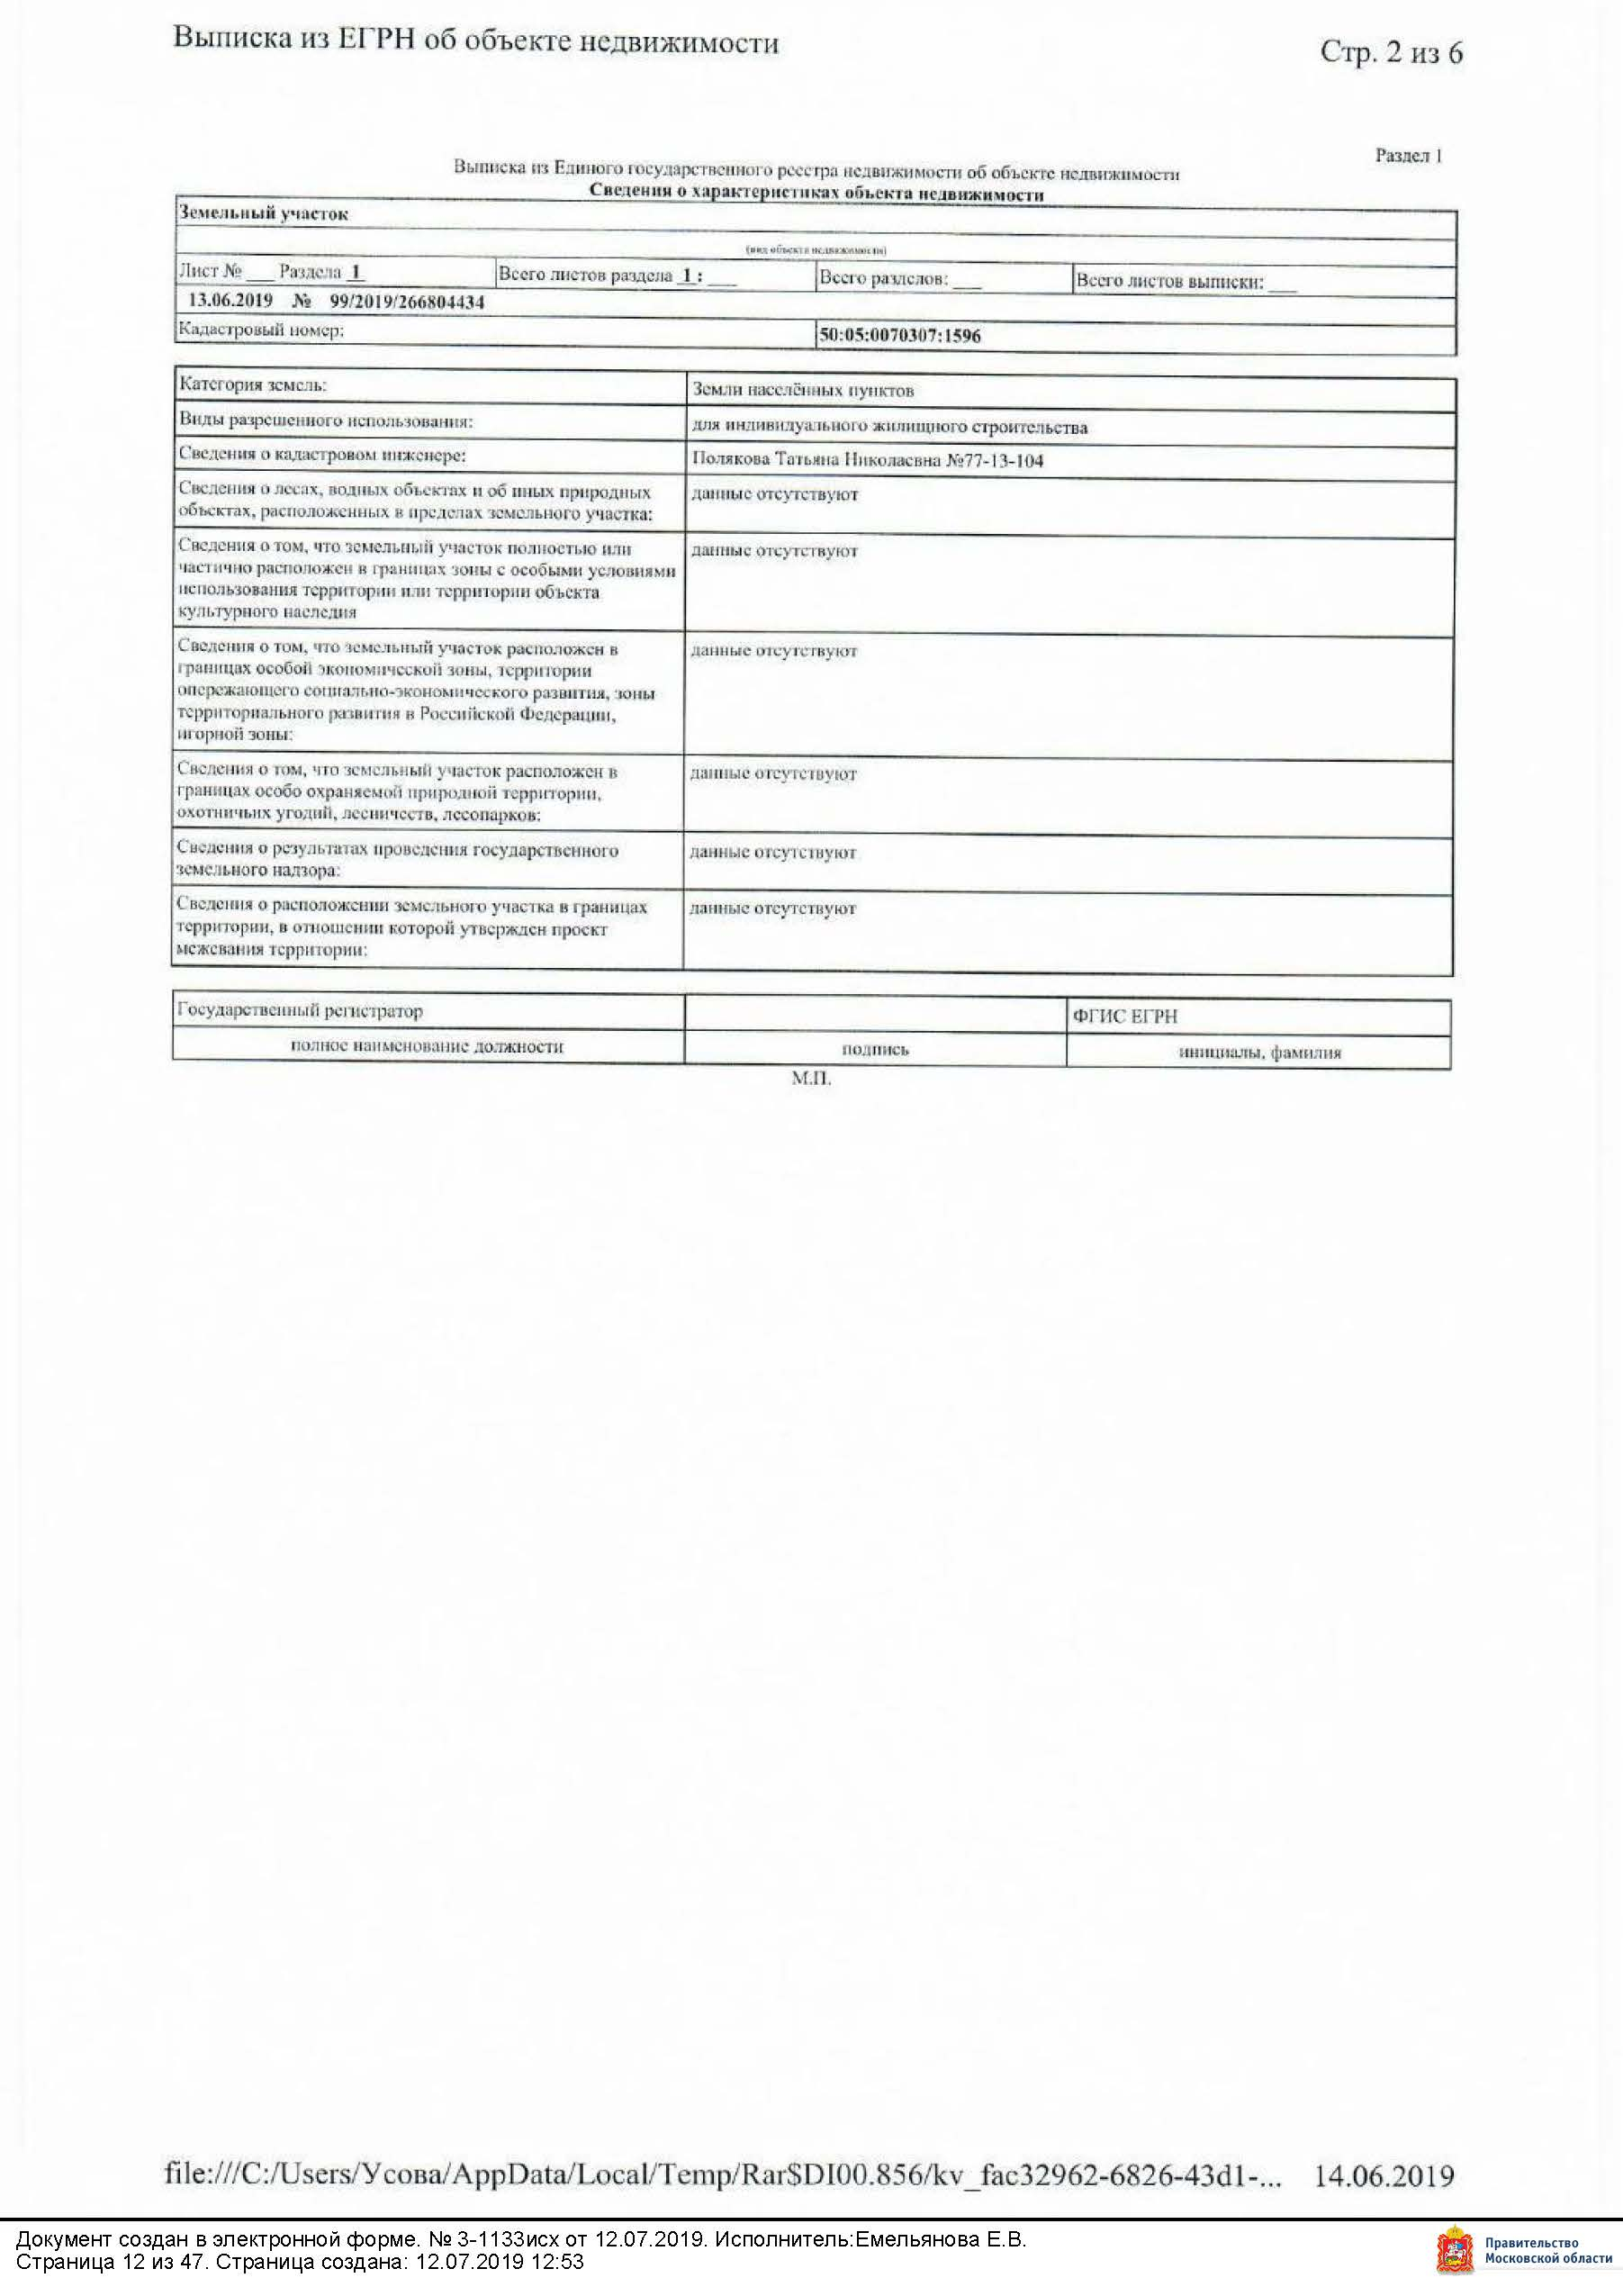 Выписка из ЕГРН об объекте недвижимости
Стр. 2 из 6
Раздел 1
Выписка из Единого государственного реестра недвижимости об объекте недвижимости
Сведения о характеристиках объекта недвижимости
Земельный участок
(вид объекта недвижимости)
Лист № ___ Раздела 1
Всего листов раздела 1 : ___
Всего разделов: ___
Всего листов выписки: ___
13.06.2019 № 99/2019/266804434
Кадастровый номер:
50:05:0070307:1596
Категория земель:
Земли населённых пунктов
Виды разрешенного использования:
для индивидуального жилищного строительства
Сведения о кадастровом инженере:
Полякова Татьяна Николаевна №77-13-104
Сведения о лесах, водных объектах и об иных природных
объектах, расположенных в пределах земельного участка:
данные отсутствуют
Сведения о том, что земельный участок полностью или
частично расположен в границах зоны с особыми условиями
использования территории или территории объекта
культурного наследия
данные отсутствуют
Сведения о том, что земельный участок расположен в
границах особой экономической зоны, территории
опережающего социально-экономического развития, зоны
территориального развития в Российской Федерации,
игорной зоны:
данные отсутствуют
Сведения о том, что земельный участок расположен в
границах особо охраняемой природной территории,
охотничьих угодий, лесничеств, лесопарков:
данные отсутствуют
Сведения о результатах проведения государственного
земельного надзора:
данные отсутствуют
Сведения о расположении земельного участка в границах
территории, в отношении которой утвержден проект
межевания территории:
данные отсутствуют
Государственный регистратор
ФГИС ЕГРН
полное наименование должности
подпись
инициалы, фамилия
М.П.
file:///C:/Users/Усова/AppData/Local/Temp/Rar$DI00.856/kv_fac32962-6826-43d1-... 14.06.2019
Документ создан в электронной форме. № 3-1133исх от 12.07.2019. Исполнитель:Емельянова Е.В.
Страница 12 из 47. Страница создана: 12.07.2019 12:53
Правительство
Московской области